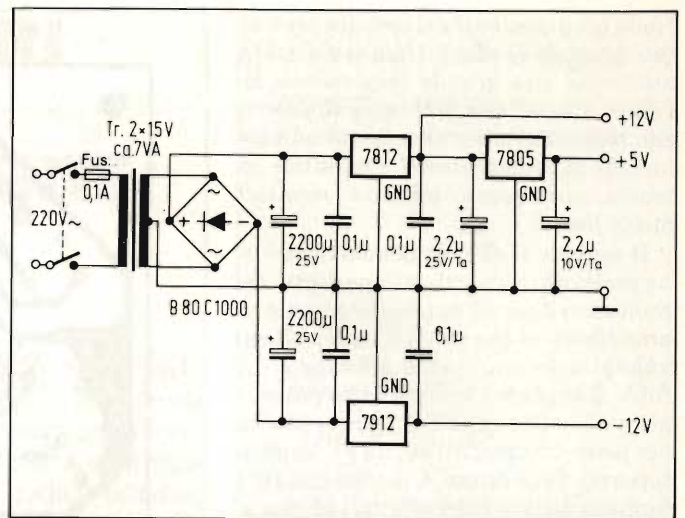 Tr. 2×15V
ca.7VA
Fus..
0,1A
220V~
~
+
-
~
B80C1000
2200µ
25V
+
0,1µ
7812
GND
0,1µ
+
2,2µ
25V/Ta
7805
GND
+
2,2µ
10V/Ta
+12V
+5V
2200µ
25V
+
0,1µ
GND
7912
0,1µ
-12V